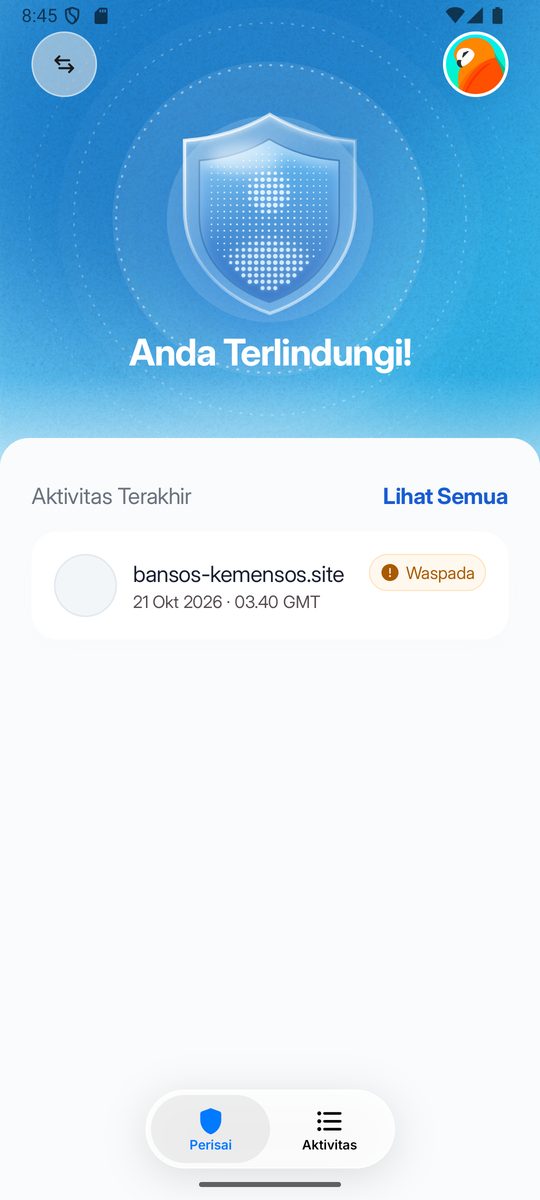 8:45
Anda Terlindungi!
Aktivitas Terakhir
Lihat Semua
bansos-kemensos.site
Waspada
21 Okt 2026 · 03.40 GMT
Perisai
Aktivitas